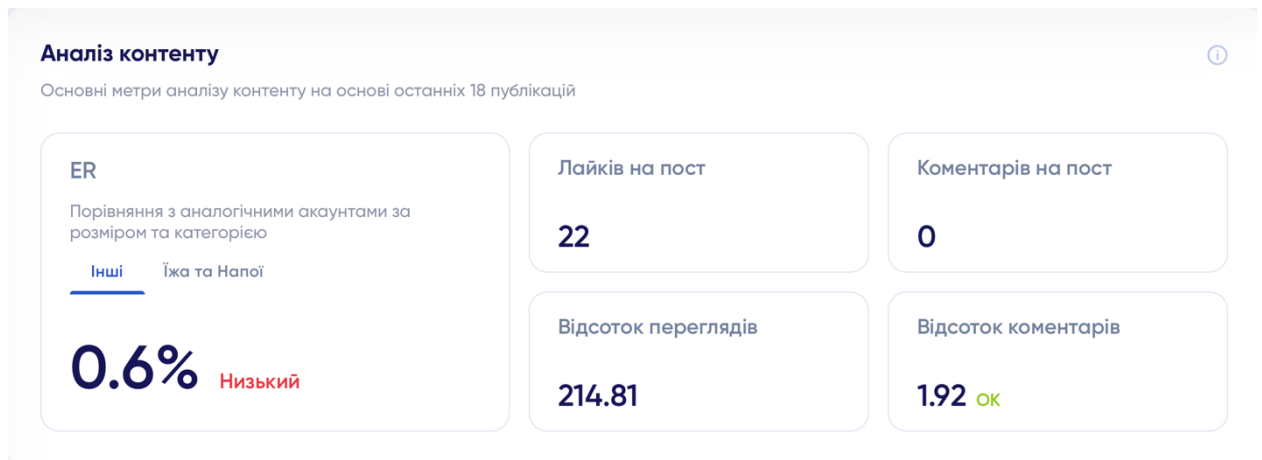 Аналіз контенту
Основні метри аналізу контенту на основі останніх 18 публікацій
ER
Порівняння з аналогічними акаунтами за
розміром та категорією
Інші
Їжа та Напої
0.6% Низький
Лайків на пост
22
Коментарів на пост
0
Відсоток переглядів
214.81
Відсоток коментарів
1.92 ОК